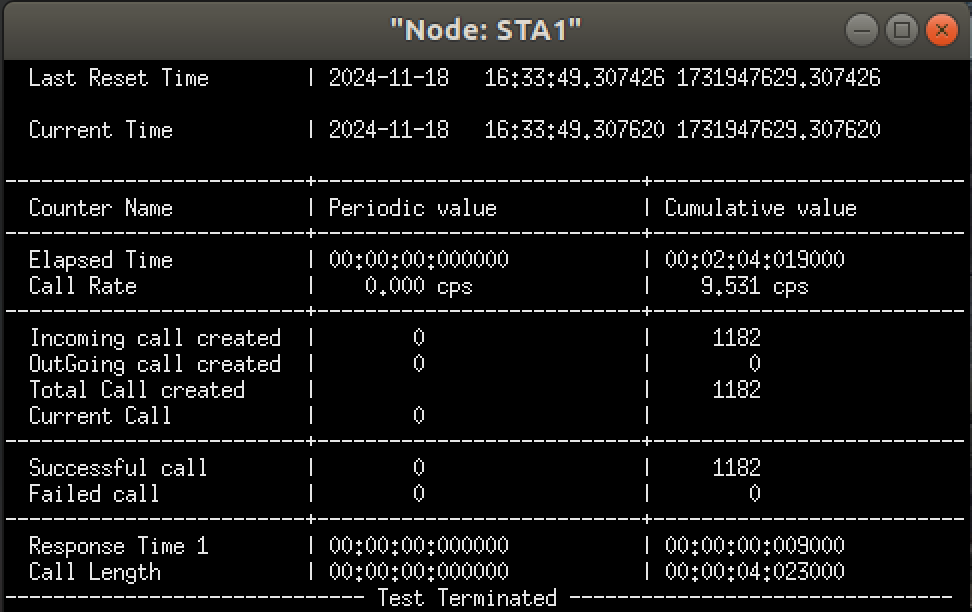 "Node: STA1"
Last Reset Time | 2024-11-18 16:33:49.307426 1731947629.307426
Current Time | 2024-11-18 16:33:49.307620 1731947629.307620
-------------------------+---------------------------+--------------------------
Counter Name | Periodic value | Cumulative value
-------------------------+---------------------------+--------------------------
Elapsed Time | 00:00:00:000000 | 00:02:04:019000
Call Rate | 0.000 cps | 9.531 cps
-------------------------+---------------------------+--------------------------
Incoming call created | 0 | 1182
OutGoing call created | 0 | 0
Total Call created | | 1182
Current Call | 0 |
-------------------------+---------------------------+--------------------------
Successful call | 0 | 1182
Failed call | 0 | 0
-------------------------+---------------------------+--------------------------
Response Time 1 | 00:00:00:000000 | 00:00:00:009000
Call Length | 00:00:00:000000 | 00:00:04:023000
------------------------------ Test Terminated --------------------------------